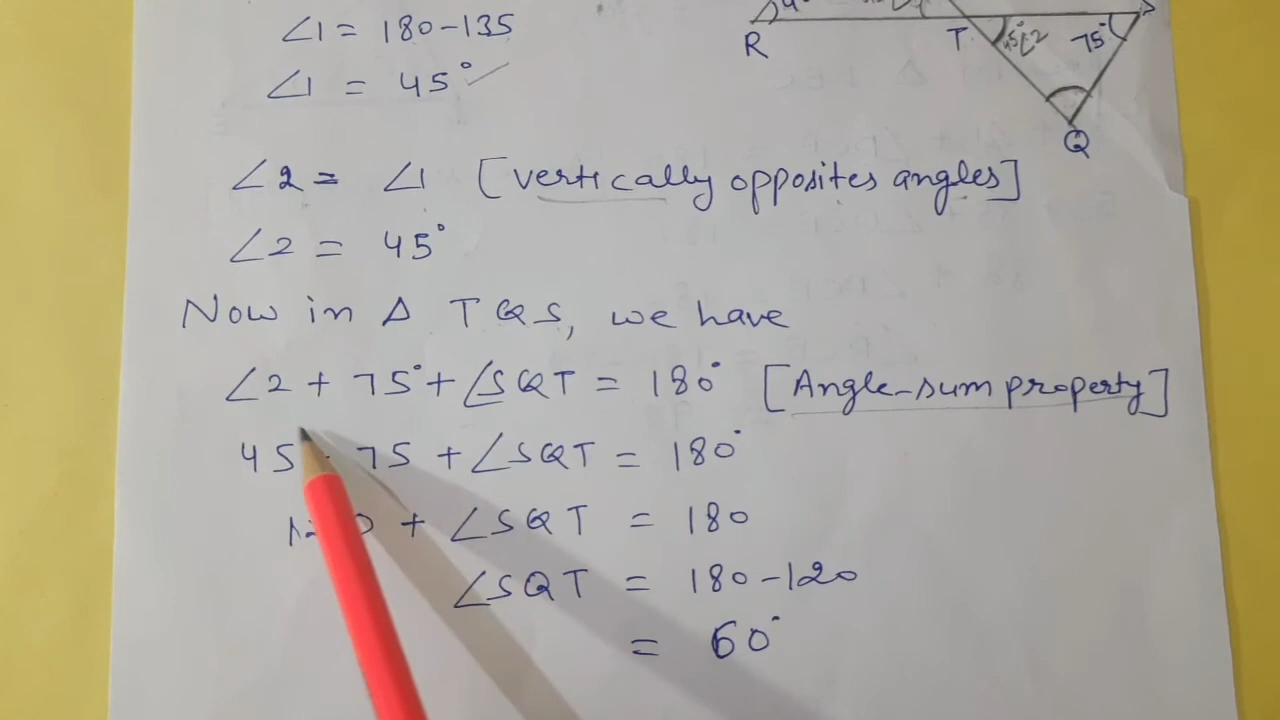 ∠1 = 180-135
∠1 = 45°
R
T
45°∠2
75°
Q
∠2 = ∠1 [vertically opposites angles]
∠2 = 45°
Now in Δ TQS, we have
∠2 + 75° + ∠SQT = 180° [Angle-sum property]
45 75 + ∠SQT = 180°
+ ∠SQT = 180
∠SQT = 180-120
= 60°